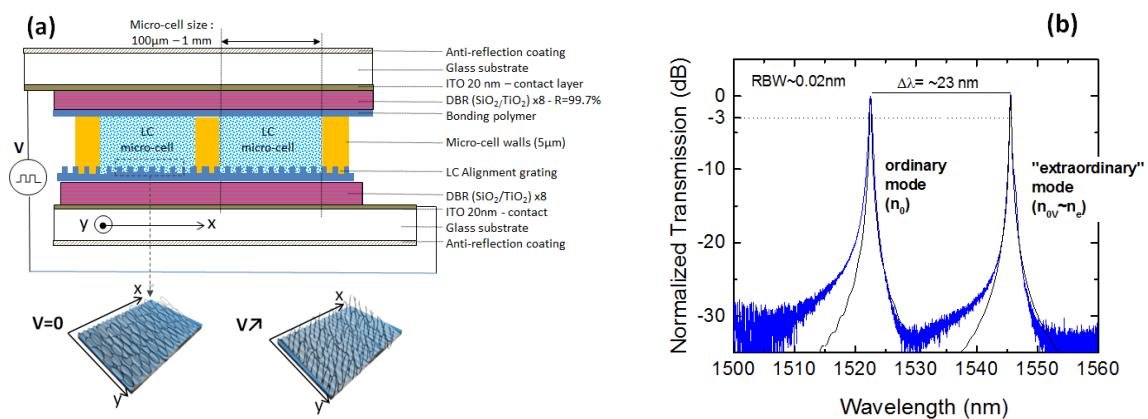 (a)
Micro-cell size :
100µm – 1 mm
Anti-reflection coating
Glass substrate
ITO 20 nm – contact layer
DBR (SiO2/TiO2) x8 - R=99.7%
Bonding polymer
LC
micro-cell
LC
micro-cell
Micro-cell walls (5µm)
LC Alignment grating
DBR (SiO2/TiO2) x8
ITO 20nm - contact
Glass substrate
Anti-reflection coating
V
y
x
V=0
x
y
V↗
x
y
(b)
RBW~0.02nm
Δλ= ~23 nm
ordinary
mode
(n0)
"extraordinary"
mode
(n0V~ne)
Normalized Transmission (dB)
0
-3
-10
-20
-30
1500
1510
1520
1530
1540
1550
1560
Wavelength (nm)